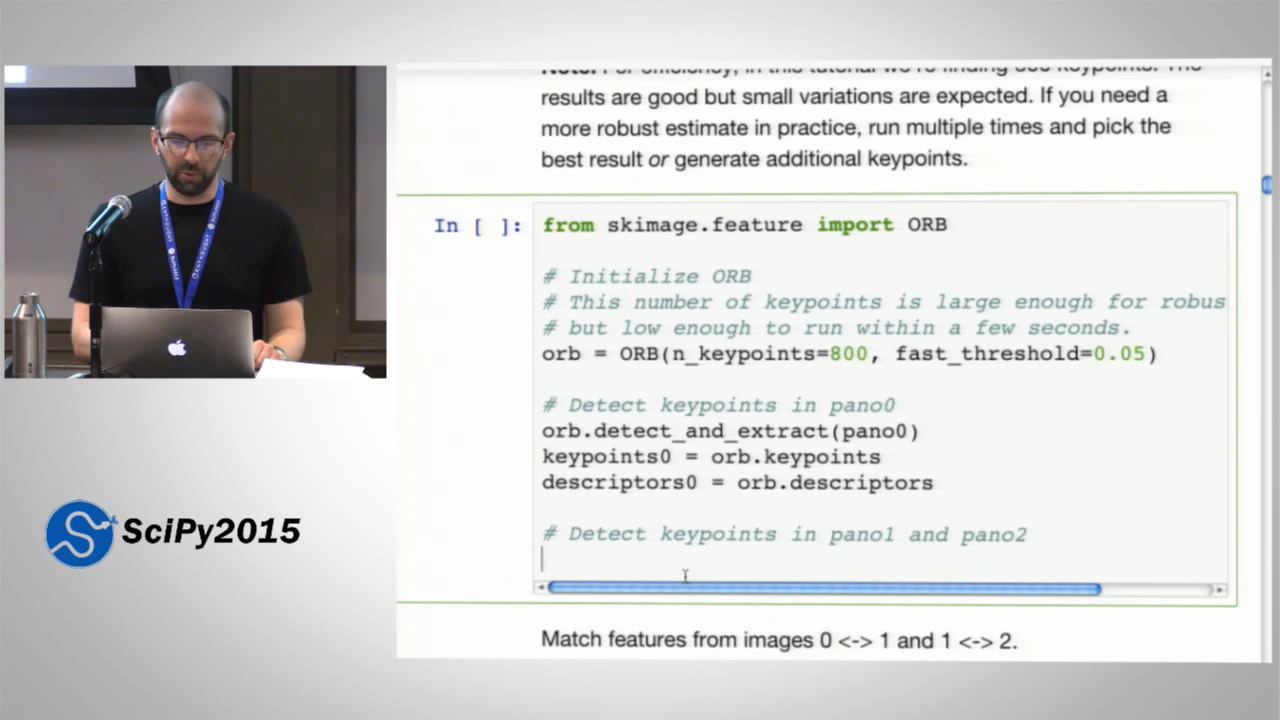 results are good but small variations are expected. If you need a
more robust estimate in practice, run multiple times and pick the
best result or generate additional keypoints.
In [ ]:
from skimage.feature import ORB
# Initialize ORB
# This number of keypoints is large enough for robus
# but low enough to run within a few seconds.
orb = ORB(n_keypoints=800, fast_threshold=0.05)
# Detect keypoints in pano0
orb.detect_and_extract(pano0)
keypoints0 = orb.keypoints
descriptors0 = orb.descriptors
# Detect keypoints in pano1 and pano2
Match features from images 0 <-> 1 and 1 <-> 2.
ENTHOUGHT
SciPy2015